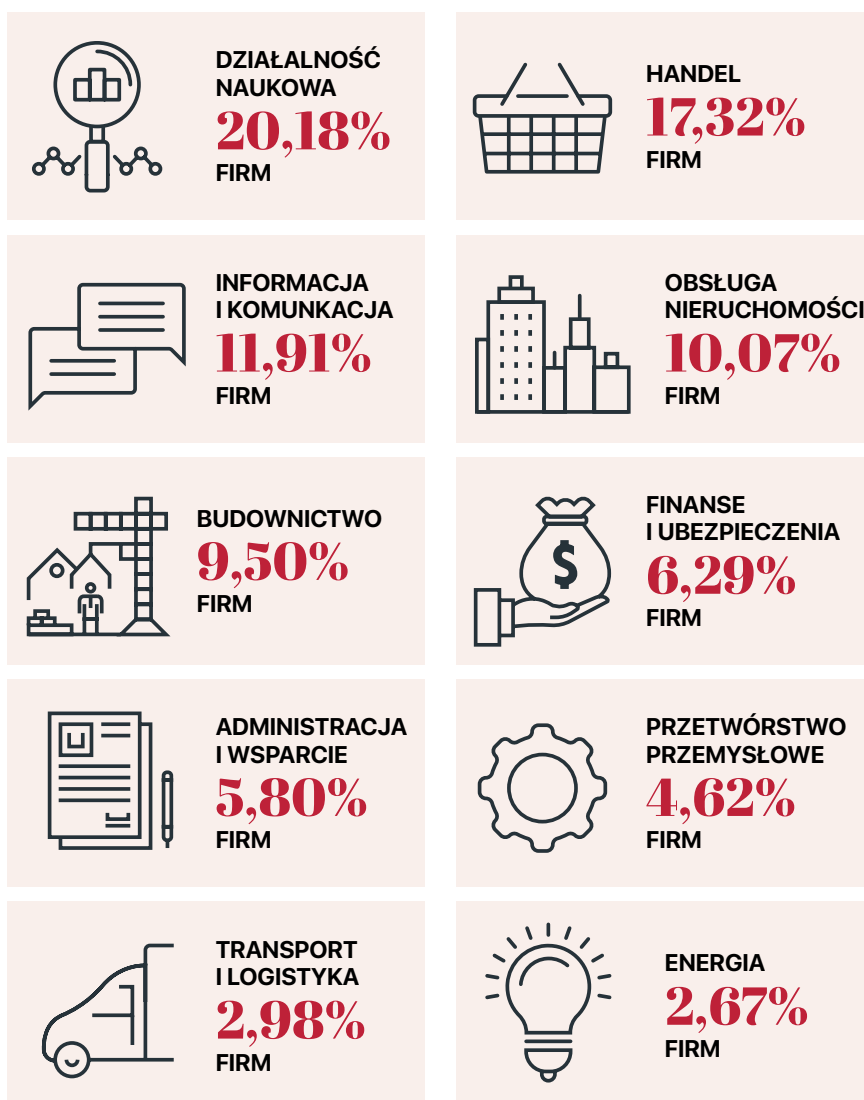 DZIAŁALNOŚĆ
NAUKOWA
20,18%
FIRM
HANDEL
17,32%
FIRM
INFORMACJA
I KOMUNKACJA
11,91%
FIRM
OBSŁUGA
NIERUCHOMOŚCI
10,07%
FIRM
BUDOWNICTWO
9,50%
FIRM
FINANSE
I UBEZPIECZENIA
6,29%
FIRM
$
ADMINISTRACJA
I WSPARCIE
5,80%
FIRM
PRZETWÓRSTWO
PRZEMYSŁOWE
4,62%
FIRM
TRANSPORT
I LOGISTYKA
2,98%
FIRM
ENERGIA
2,67%
FIRM